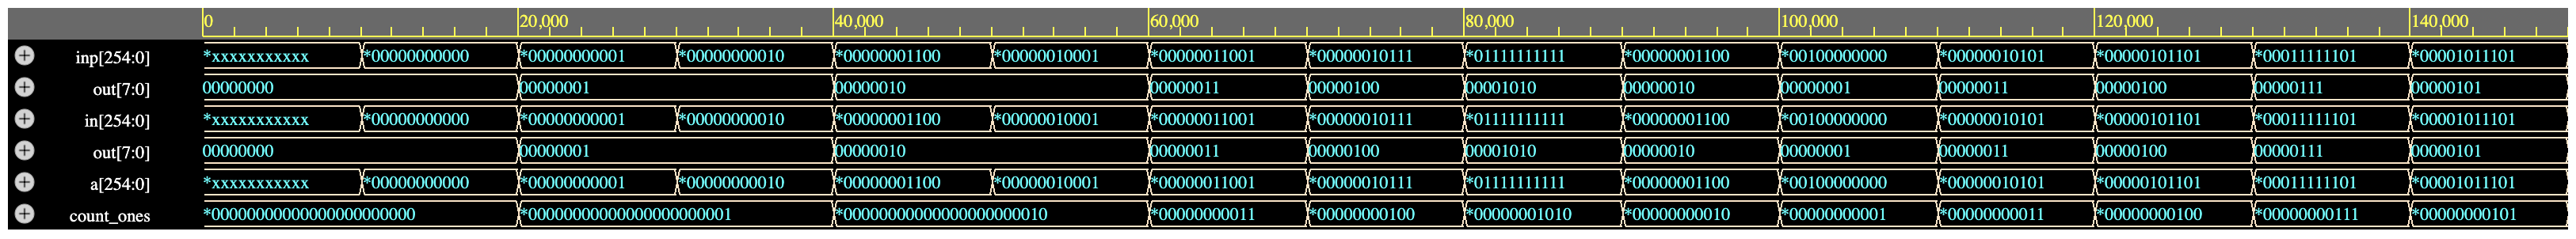 0 20,000 40,000 60,000 80,000 100,000 120,000 140,000
inp[254:0] *xxxxxxxxxxx *00000000000 *00000000001 *00000000010 *00000001100 *00000010001 *00000011001 *00000010111 *01111111111 *00000001100 *00100000000 *00000010101 *00000101101 *00011111101 *00001011101
out[7:0] 00000000 00000001 00000010 00000011 00000100 00001010 00000010 00000001 00000011 00000100 00000111 00000101
in[254:0] *xxxxxxxxxxx *00000000000 *00000000001 *00000000010 *00000001100 *00000010001 *00000011001 *00000010111 *01111111111 *00000001100 *00100000000 *00000010101 *00000101101 *00011111101 *00001011101
out[7:0] 00000000 00000001 00000010 00000011 00000100 00001010 00000010 00000001 00000011 00000100 00000111 00000101
a[254:0] *xxxxxxxxxxx *00000000000 *00000000001 *00000000010 *00000001100 *00000010001 *00000011001 *00000010111 *01111111111 *00000001100 *00100000000 *00000010101 *00000101101 *00011111101 *00001011101
count_ones *00000000000000000000000 *00000000000000000000001 *00000000000000000000010 *00000000011 *00000000100 *00000001010 *00000000010 *00000000001 *00000000011 *00000000100 *00000000111 *00000000101